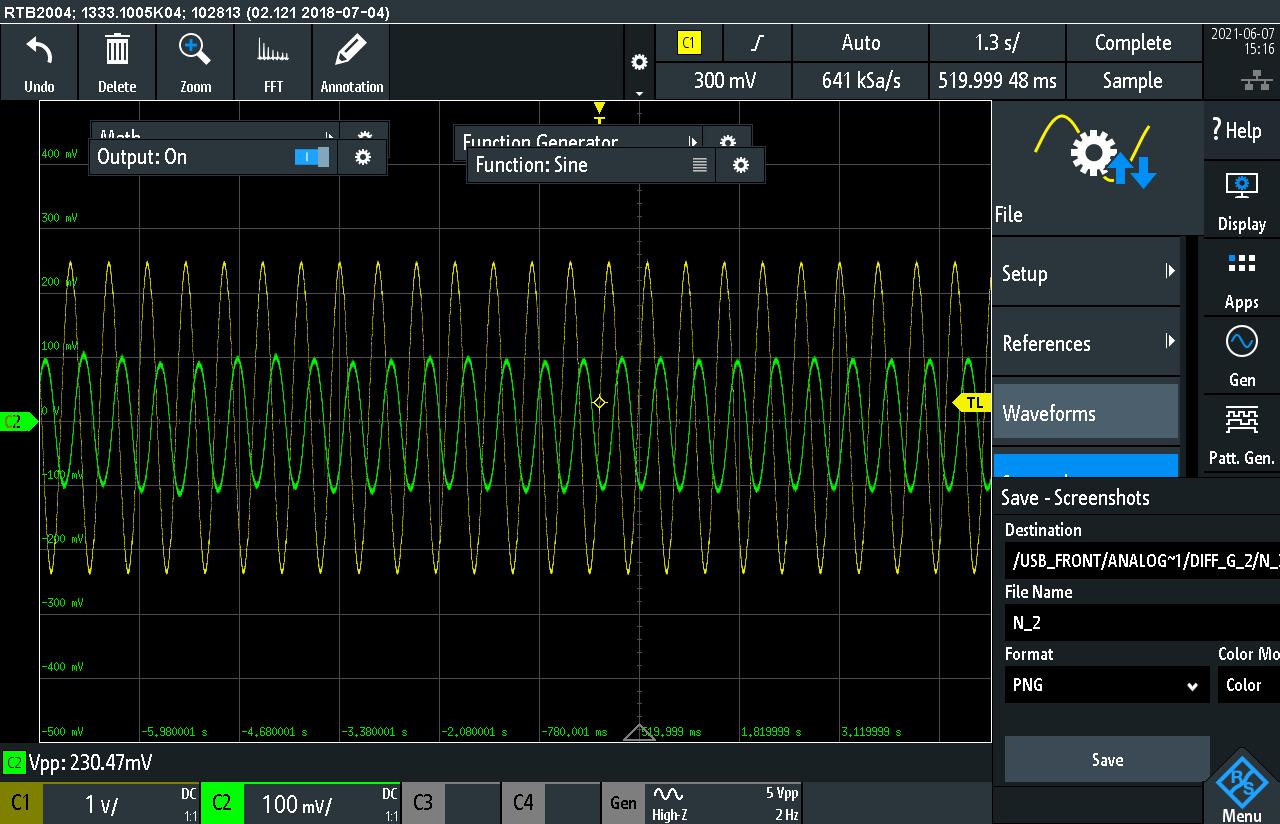 RTB2004; 1333.1005K04; 102813 (02.121 2018-07-04)
Undo
Delete
Zoom
FFT
Annotation
C1
Auto
1.3 s/
Complete
300 mV
641 kSa/s
519.999 48 ms
Sample
2021-06-07
15:16
T
Math
Output: On
Function Generator
Function: Sine
400 mV
300 mV
200 mV
100 mV
0 V
-100 mV
-200 mV
-300 mV
-400 mV
-500 mV
C2
TL
-5,980001 s
-4,680001 s
-3,380001 s
-2,080001 s
-780,001 ms
519,999 ms
1,819999 s
3,119999 s
File
Setup
References
Waveforms
? Help
Display
Apps
Gen
Patt. Gen.
Save - Screenshots
Destination
/USB_FRONT/ANALOG~1/DIFF_G_2/N_
File Name
N_2
Format
Color Mo
PNG
Color
Save
R&S
Menu
C2 Vpp: 230.47mV
C1
1 V/
DC
1:1
C2
100 mV/
DC
1:1
C3
C4
Gen
High-Z
5 Vpp
2 Hz